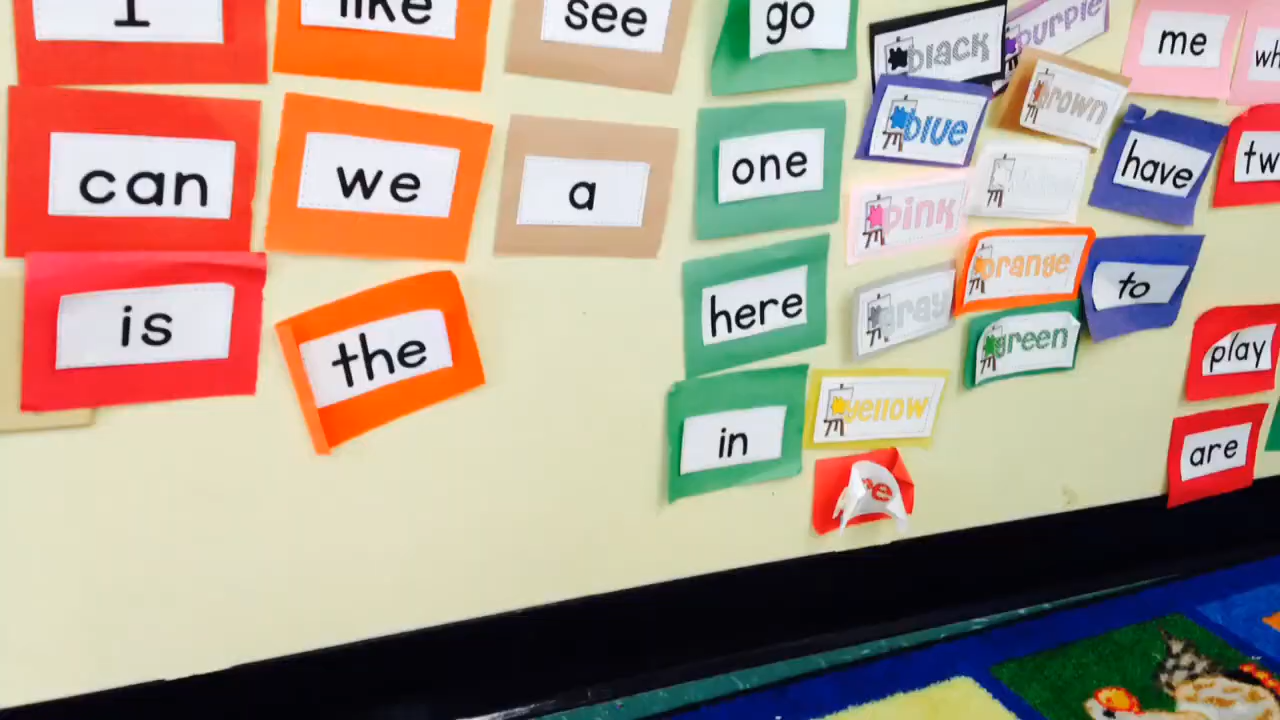 I
like
see
go
black
purple
me
can
we
a
one
blue
brown
have
pink
is
the
here
gray
orange
to
green
play
in
yellow
are